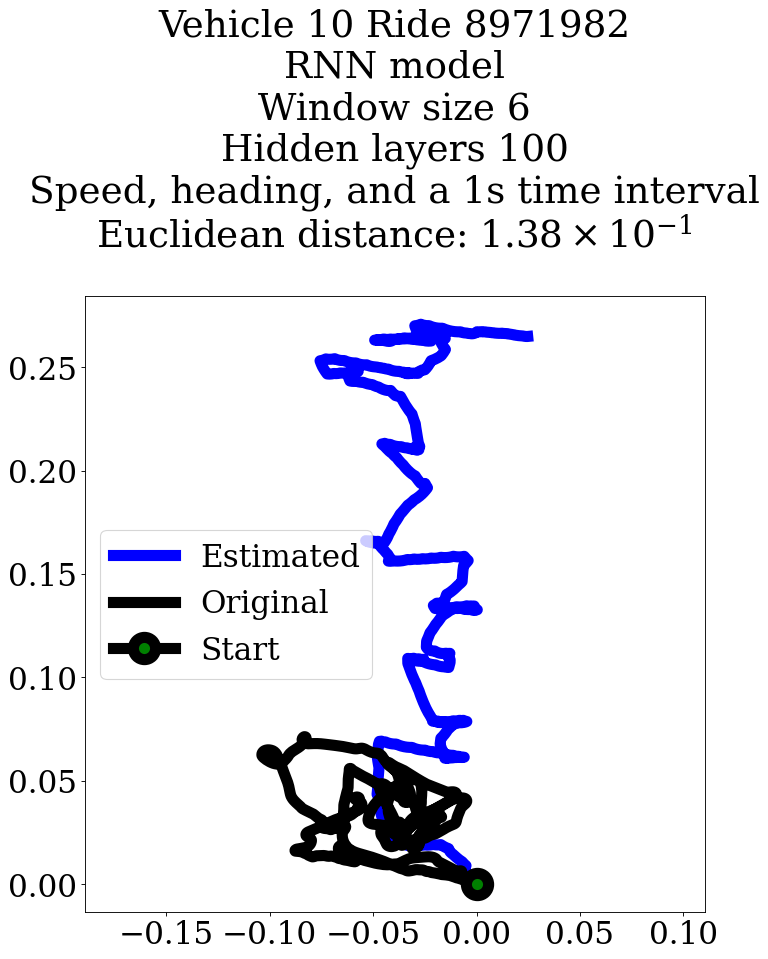 Vehicle 10 Ride 8971982
RNN model
Window size 6
Hidden layers 100
Speed, heading, and a 1s time interval
Euclidean distance: 1.38 × 10⁻¹
0.25
0.20
0.15
0.10
0.05
0.00
Estimated
Original
Start
−0.15 −0.10 −0.05 0.00 0.05 0.10